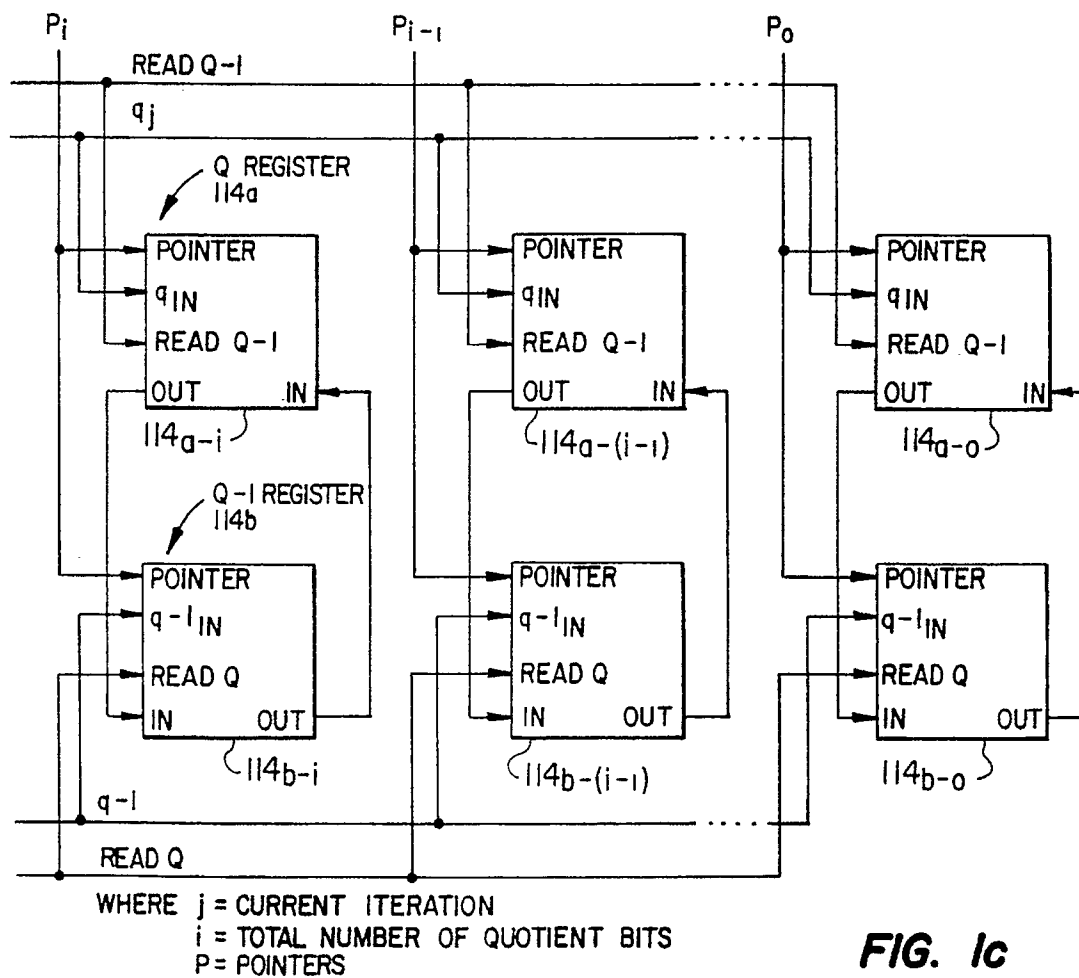 Pi Pi-1 P0
READ Q-1
qj
Q REGISTER
114a
POINTER POINTER POINTER
qIN qIN qIN
READ Q-1 READ Q-1 READ Q-1
OUT IN OUT IN OUT IN
114a-i 114a-(i-1) 114a-0
Q-1 REGISTER
114b
POINTER POINTER POINTER
q-1IN q-1IN q-1IN
READ Q READ Q READ Q
IN OUT IN OUT IN OUT
114b-i 114b-(i-1) 114b-0
q-1
READ Q
WHERE j = CURRENT ITERATION
i = TOTAL NUMBER OF QUOTIENT BITS
P = POINTERS
FIG. 1c